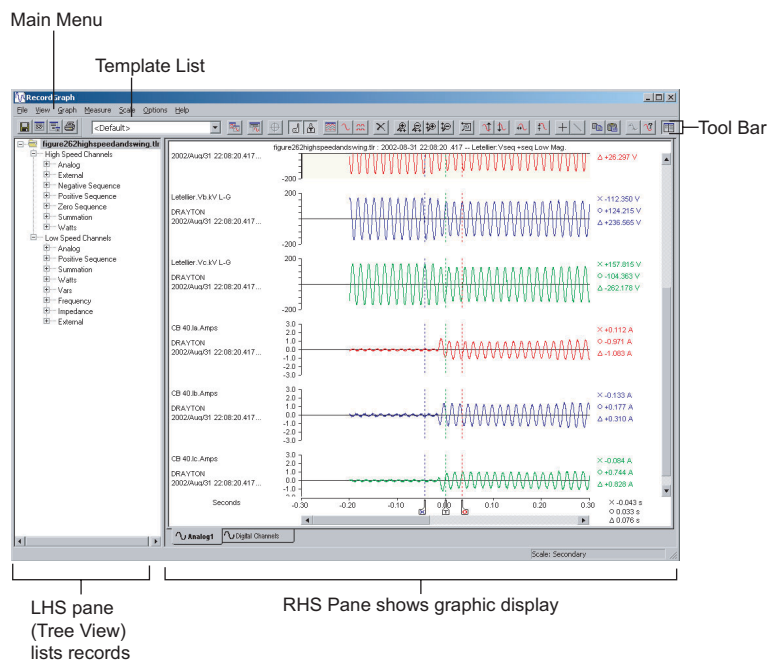 Main Menu
Template List
Tool Bar
RecordGraph
File View Graph Measure Scale Options Help
<Default>
figure262highspeedandswing.tlr
High Speed Channels
Analog
External
Negative Sequence
Positive Sequence
Zero Sequence
Summation
Watts
Low Speed Channels
Analog
Positive Sequence
Summation
Watts
Vars
Frequency
Impedance
External
figure262highspeedandswing.tlr : 2002-08-31 22:08:20 .417 -- Letellier:Vseq +seq Low Mag.
2002/Aug/31 22:08:20.417...
-200
Δ +26.297 V
Letellier.Vb.kV L-G
DRAYTON
2002/Aug/31 22:08:20.417...
200
-200
X -112.350 V
O +124.215 V
Δ +236.565 V
Letellier.Vc.kV L-G
DRAYTON
2002/Aug/31 22:08:20.417...
200
-200
X +157.815 V
O -104.363 V
Δ -262.178 V
CB 40.Ia.Amps
DRAYTON
2002/Aug/31 22:08:20.417...
3.0
2.0
1.0
0.0
-1.0
-2.0
-3.0
X +0.112 A
O -0.971 A
Δ -1.083 A
CB 40.Ib.Amps
DRAYTON
2002/Aug/31 22:08:20.417...
3.0
2.0
1.0
0.0
-1.0
-2.0
-3.0
X -0.133 A
O +0.177 A
Δ +0.310 A
CB 40.Ic.Amps
DRAYTON
2002/Aug/31 22:08:20.417...
3.0
2.0
1.0
0.0
-1.0
X -0.084 A
O +0.744 A
Δ +0.828 A
Seconds
-0.30 -0.20 -0.10 0.00 0.10 0.20 0.30
X -0.043 s
O 0.033 s
Δ 0.076 s
Analog1 Digital Channels
Scale: Secondary
LHS pane
(Tree View)
lists records
RHS Pane shows graphic display